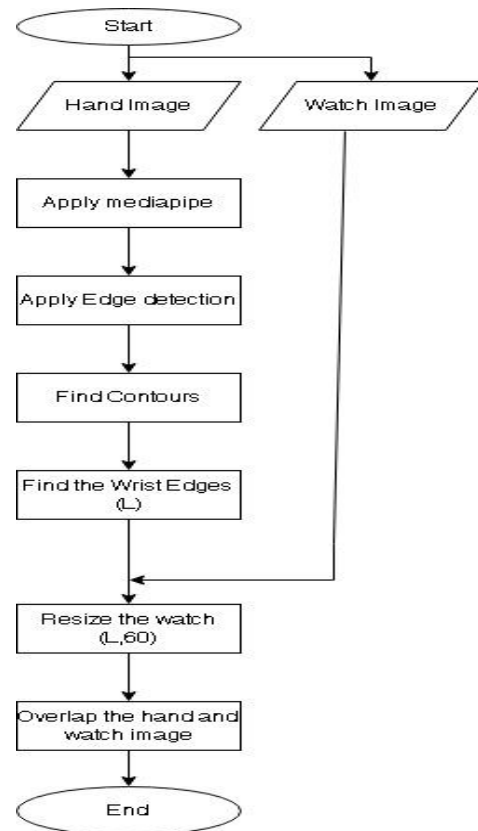 Start
Hand Image
Watch Image
Apply mediapipe
Apply Edge detection
Find Contours
Find the Wrist Edges
(L)
Resize the watch
(L,60)
Overlap the hand and
watch image
End